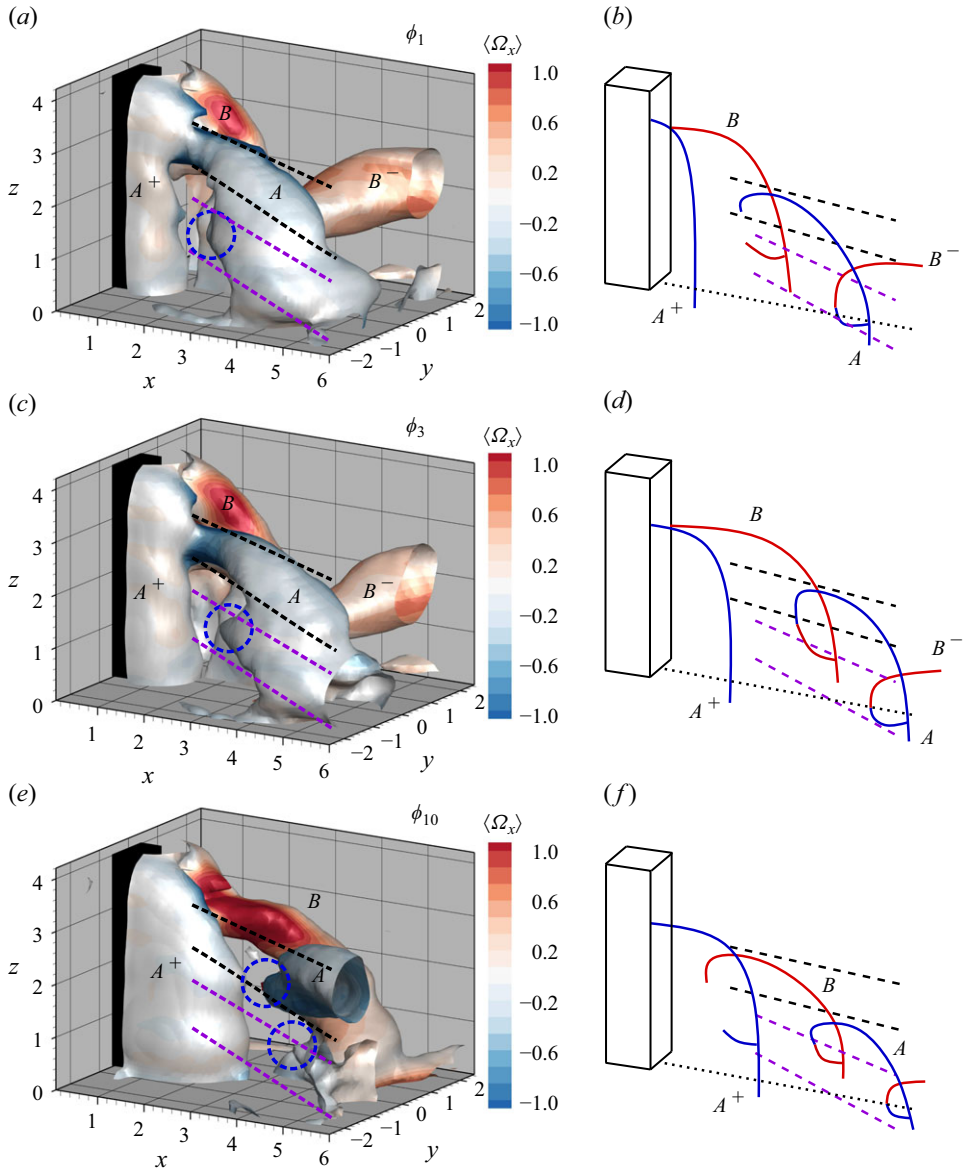 (a)
ϕ1
⟨Ωx⟩
1.0
0.6
0.2
−0.2
−0.6
−1.0
4
3
z
2
1
0
B
A+
A
B−
1 2 3 4 5 6
x
−2 −1 0 1 2
y
(b)
B
B−
A+
A
(c)
ϕ3
⟨Ωx⟩
1.0
0.6
0.2
−0.2
−0.6
−1.0
4
3
z
2
1
0
B
A+
A
B−
1 2 3 4 5 6
x
−2 −1 0 1 2
y
(d)
B
B−
A+
A
(e)
ϕ10
⟨Ωx⟩
1.0
0.6
0.2
−0.2
−0.6
−1.0
4
3
z
2
1
0
B
A+
A
1 2 3 4 5 6
x
−2 −1 0 1 2
y
(f)
B
A
A+